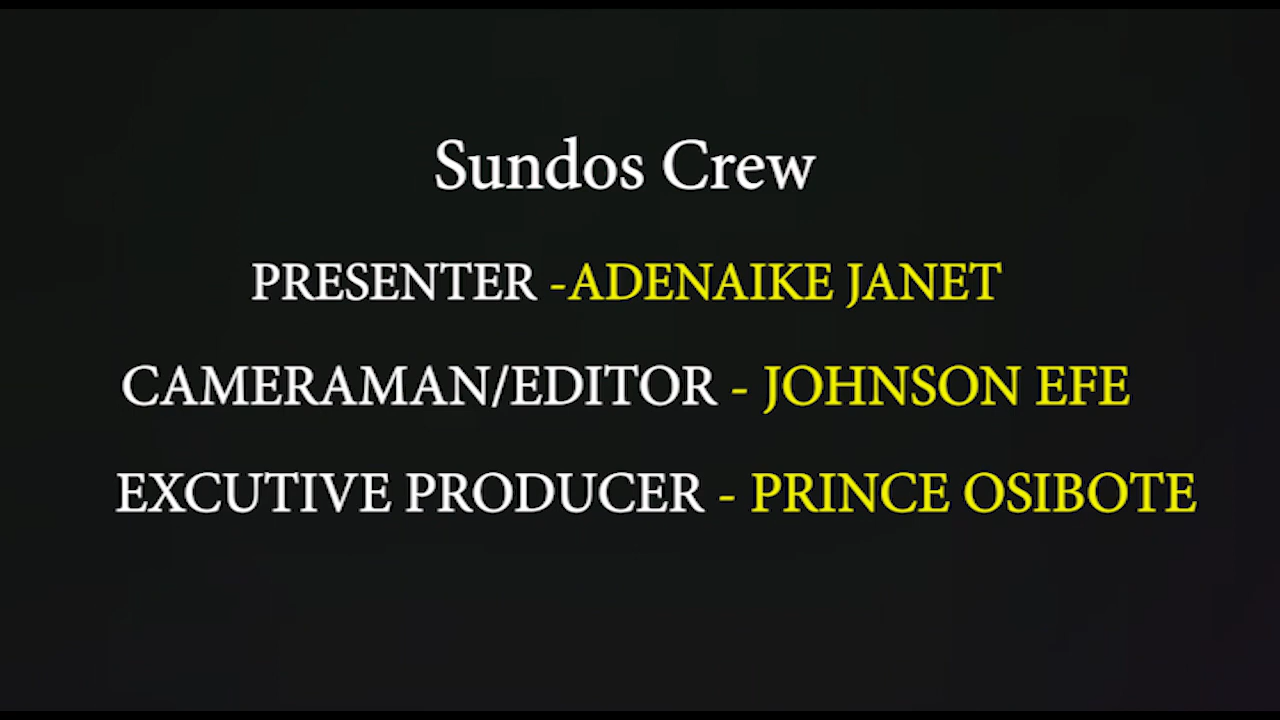 Sundos Crew
PRESENTER -ADENAIKE JANET
CAMERAMAN/EDITOR - JOHNSON EFE
EXCUTIVE PRODUCER - PRINCE OSIBOTE